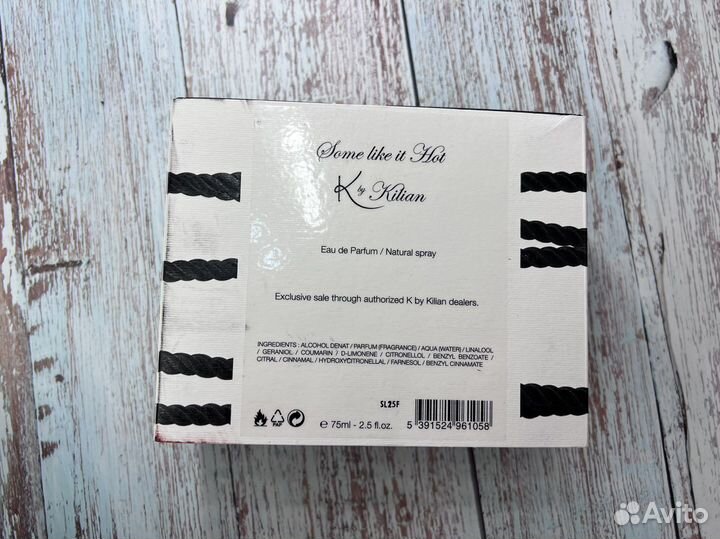 Some like it Hot
K by Kilian
Eau de Parfum / Natural spray
Exclusive sale through authorized K by Kilian dealers.
INGREDIENTS : ALCOHOL DENAT / PARFUM (FRAGRANCE) / AQUA (WATER) / LINALOOL
/ GERANIOL / COUMARIN / D-LIMONENE / CITRONELLOL / BENZYL BENZOATE /
CITRAL / CINNAMAL / HYDROXYCITRONELLAL / FARNESOL / BENZYL CINNAMATE
SL25F
PAP
℮ 75ml - 2.5 fl.oz.
5 391524 961058
Avito